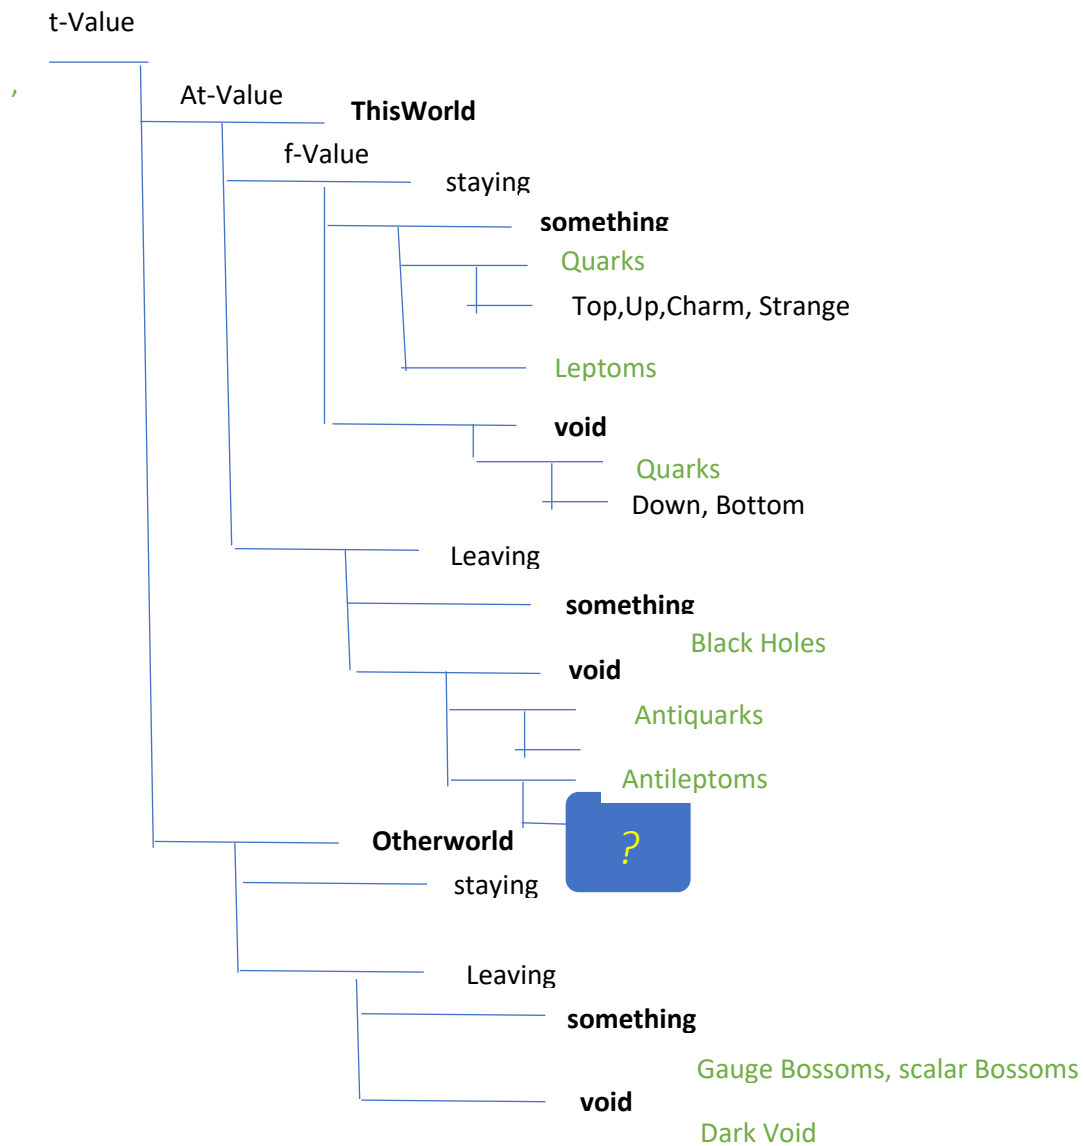 t-Value
,
At-Value
ThisWorld
f-Value
staying
something
Quarks
Top,Up,Charm, Strange
Leptoms
void
Quarks
Down, Bottom
Leaving
something
Black Holes
void
Antiquarks
Antileptoms
?
Otherworld
staying
Leaving
something
Gauge Bossoms, scalar Bossoms
void
Dark Void